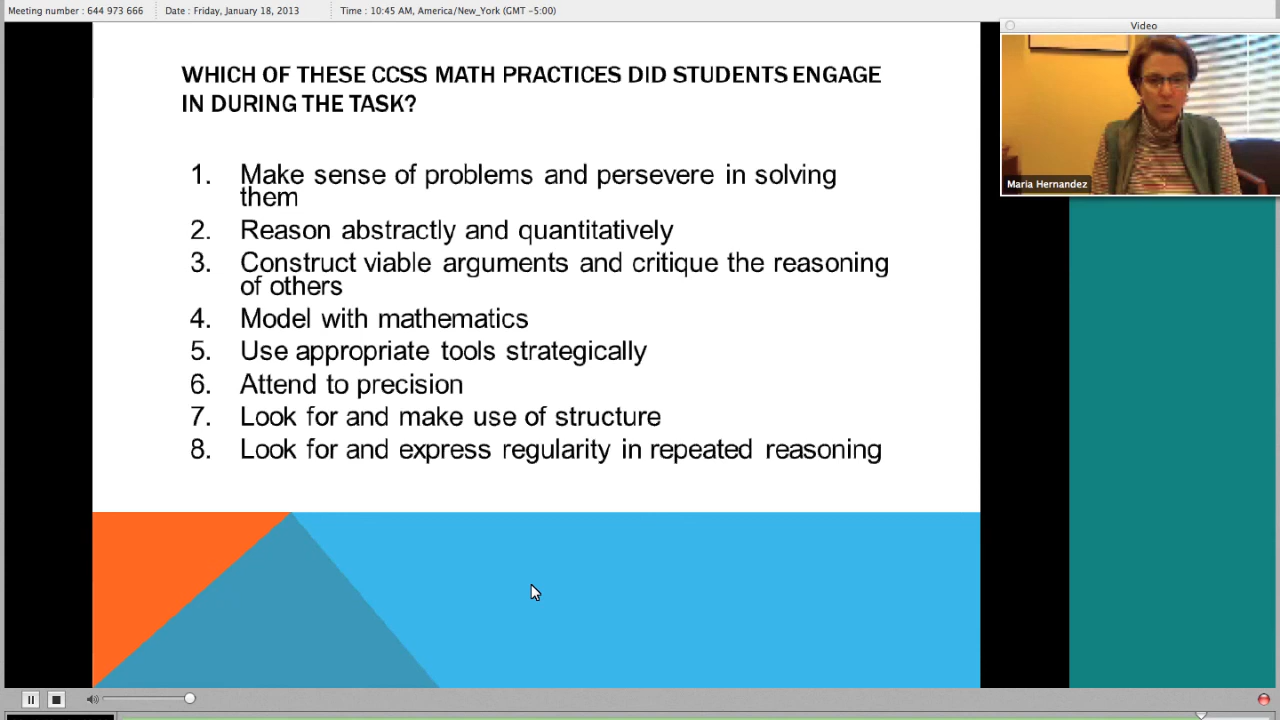 Meeting number : 644 973 666 Date : Friday, January 18, 2013 Time : 10:45 AM, America/New_York (GMT -5:00)
Video
Maria Hernandez
WHICH OF THESE CCSS MATH PRACTICES DID STUDENTS ENGAGE
IN DURING THE TASK?
1. Make sense of problems and persevere in solving
them
2. Reason abstractly and quantitatively
3. Construct viable arguments and critique the reasoning
of others
4. Model with mathematics
5. Use appropriate tools strategically
6. Attend to precision
7. Look for and make use of structure
8. Look for and express regularity in repeated reasoning